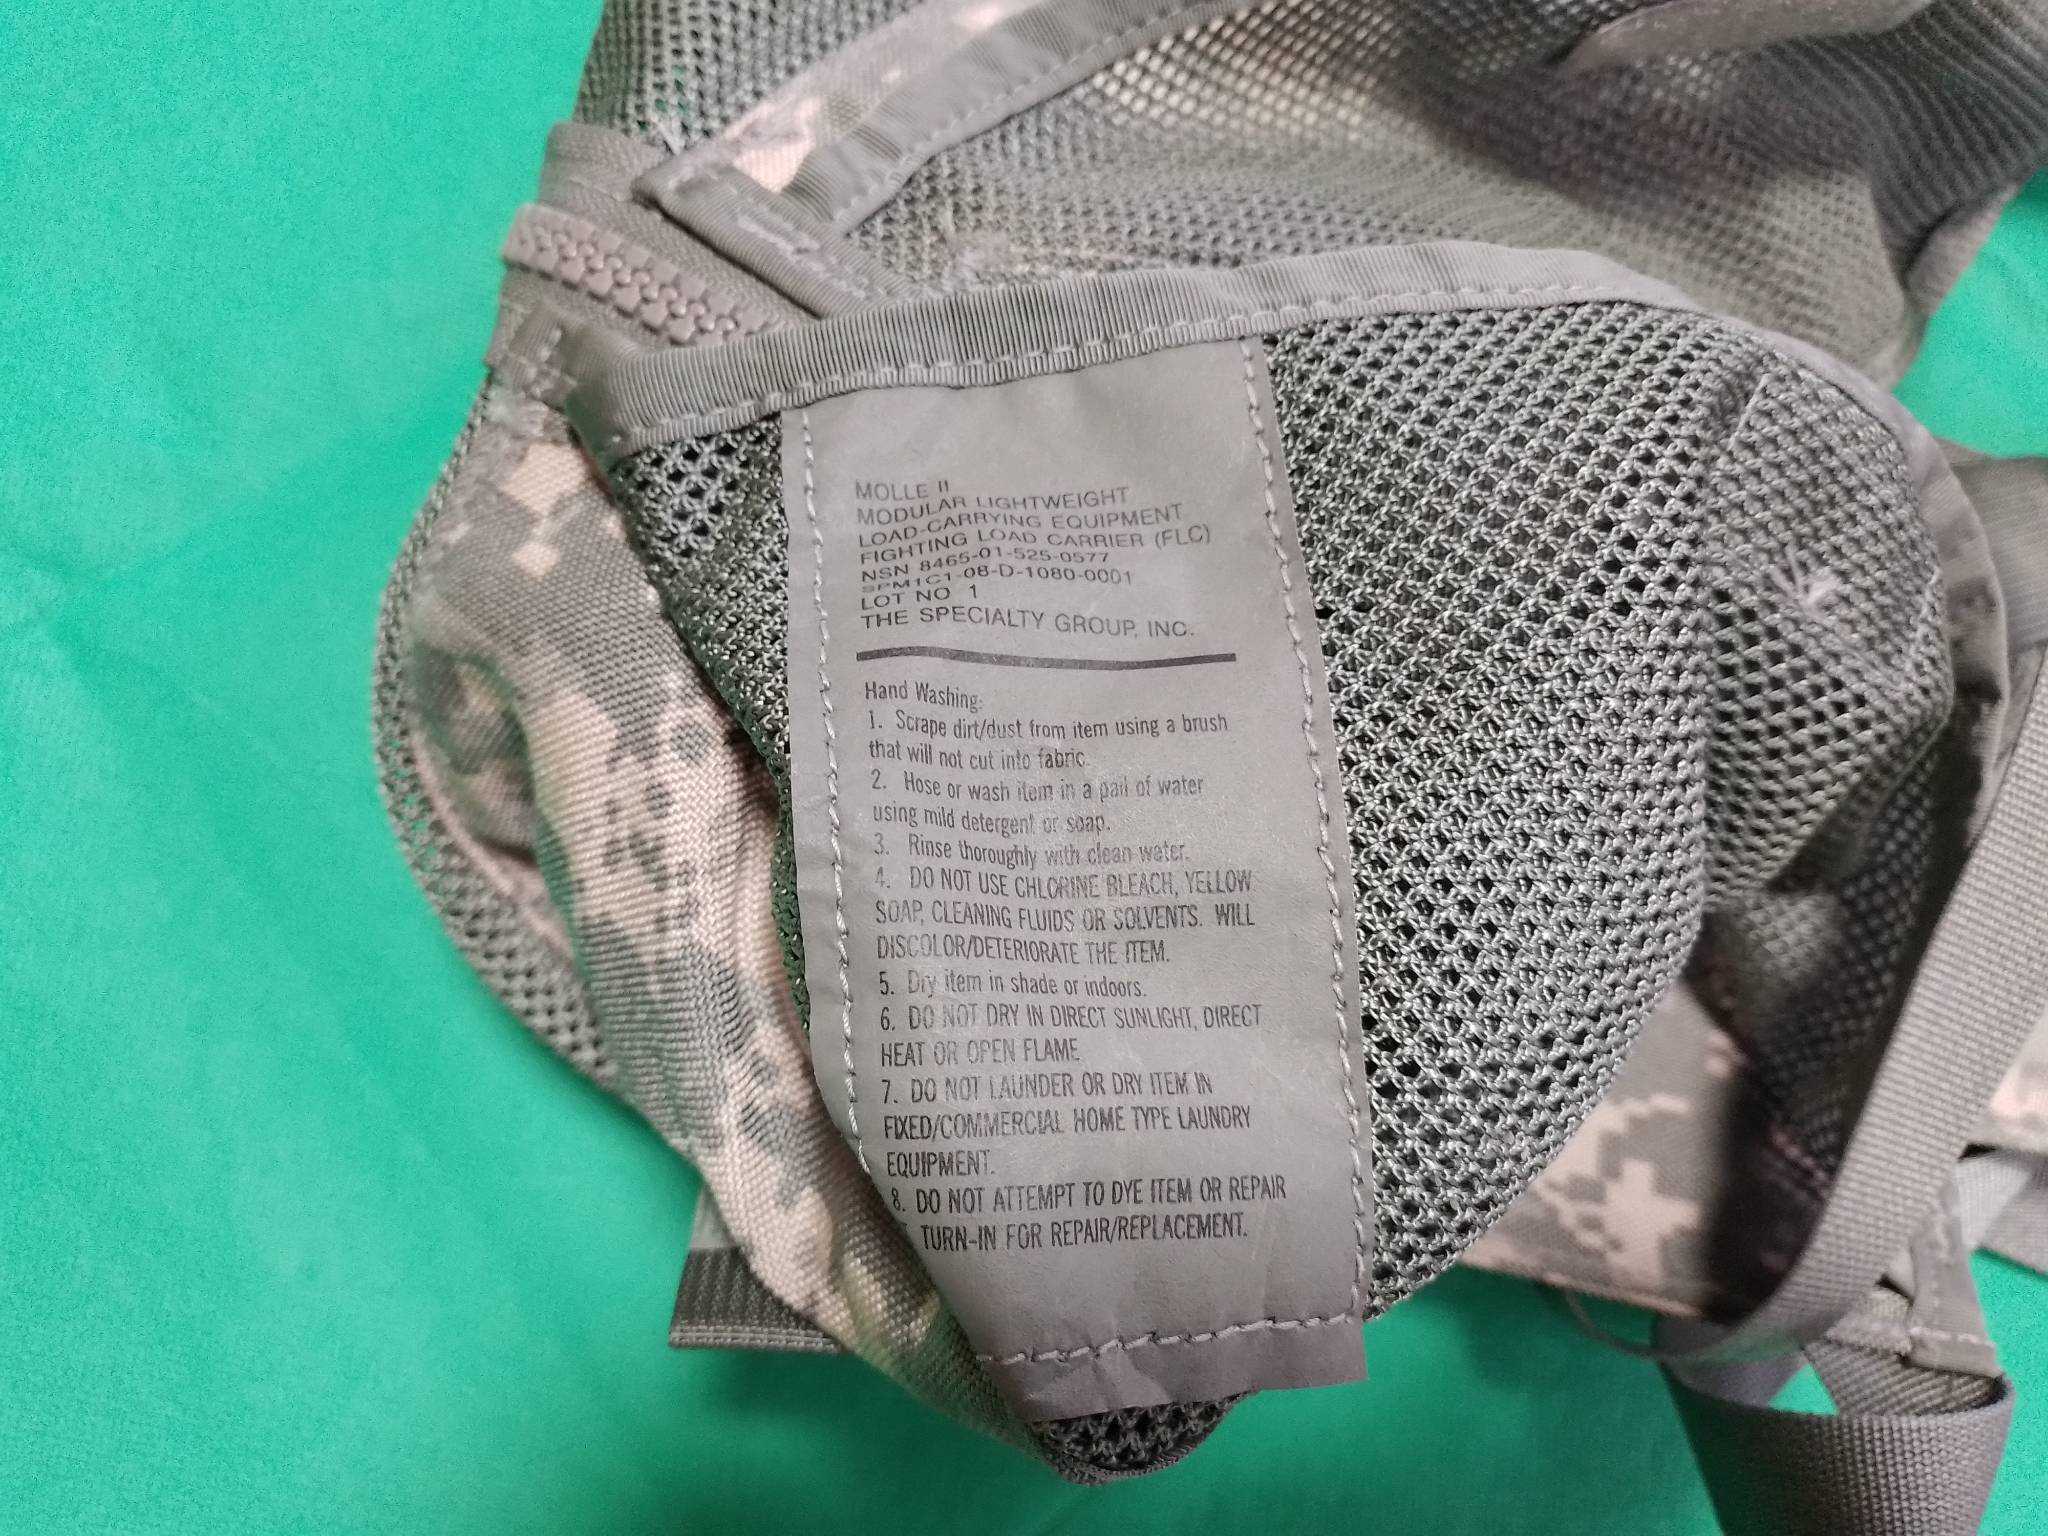 MOLLE II
MODULAR LIGHTWEIGHT
LOAD-CARRYING EQUIPMENT
FIGHTING LOAD CARRIER (FLC)
NSN 8465-01-525-0577
SPM1C1-08-D-1080-0001
LOT NO 1
THE SPECIALTY GROUP, INC.
Hand Washing:
1. Scrape dirt/dust from item using a brush
that will not cut into fabric.
2. Hose or wash item in a pail of water
using mild detergent or soap.
3. Rinse thoroughly with clean water.
4. DO NOT USE CHLORINE BLEACH, YELLOW
SOAP, CLEANING FLUIDS OR SOLVENTS. WILL
DISCOLOR/DETERIORATE THE ITEM.
5. Dry item in shade or indoors.
6. DO NOT DRY IN DIRECT SUNLIGHT, DIRECT
HEAT OR OPEN FLAME
7. DO NOT LAUNDER OR DRY ITEM IN
FIXED/COMMERCIAL HOME TYPE LAUNDRY
EQUIPMENT.
8. DO NOT ATTEMPT TO DYE ITEM OR REPAIR
TURN-IN FOR REPAIR/REPLACEMENT.